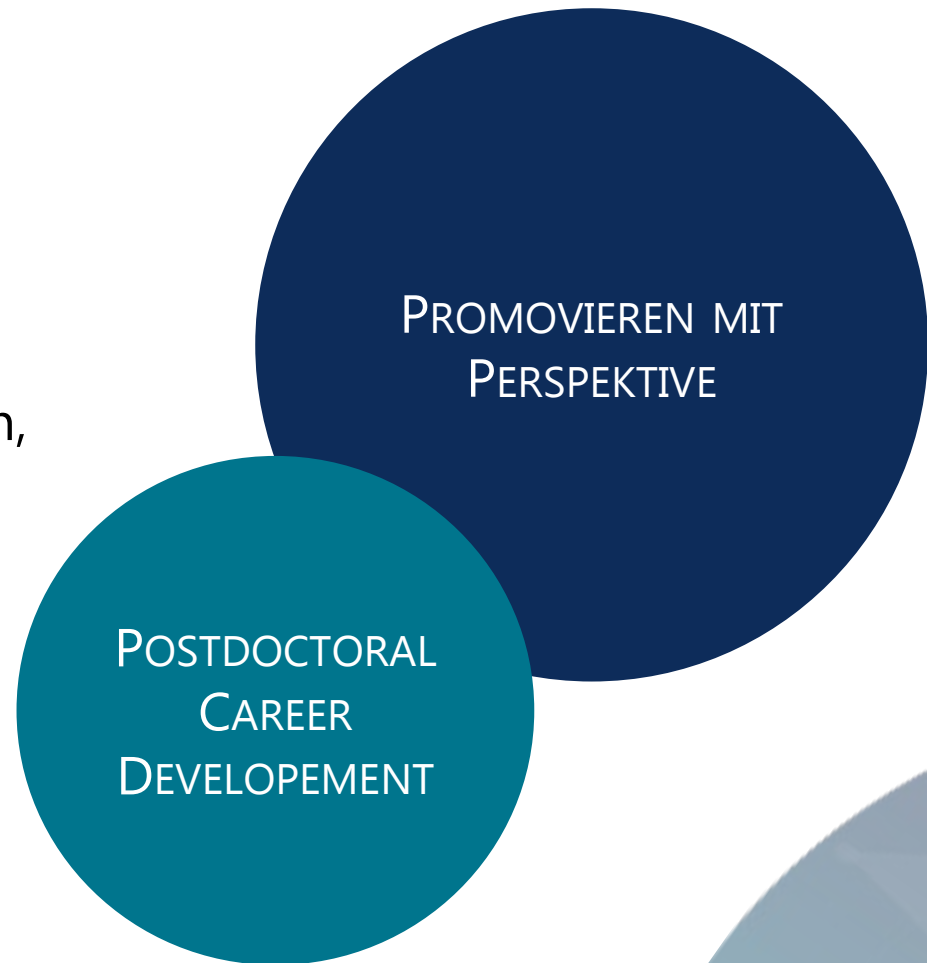 PROMOVIEREN MIT
PERSPEKTIVE
n,
POSTDOCTORAL
CAREER
DEVELOPEMENT